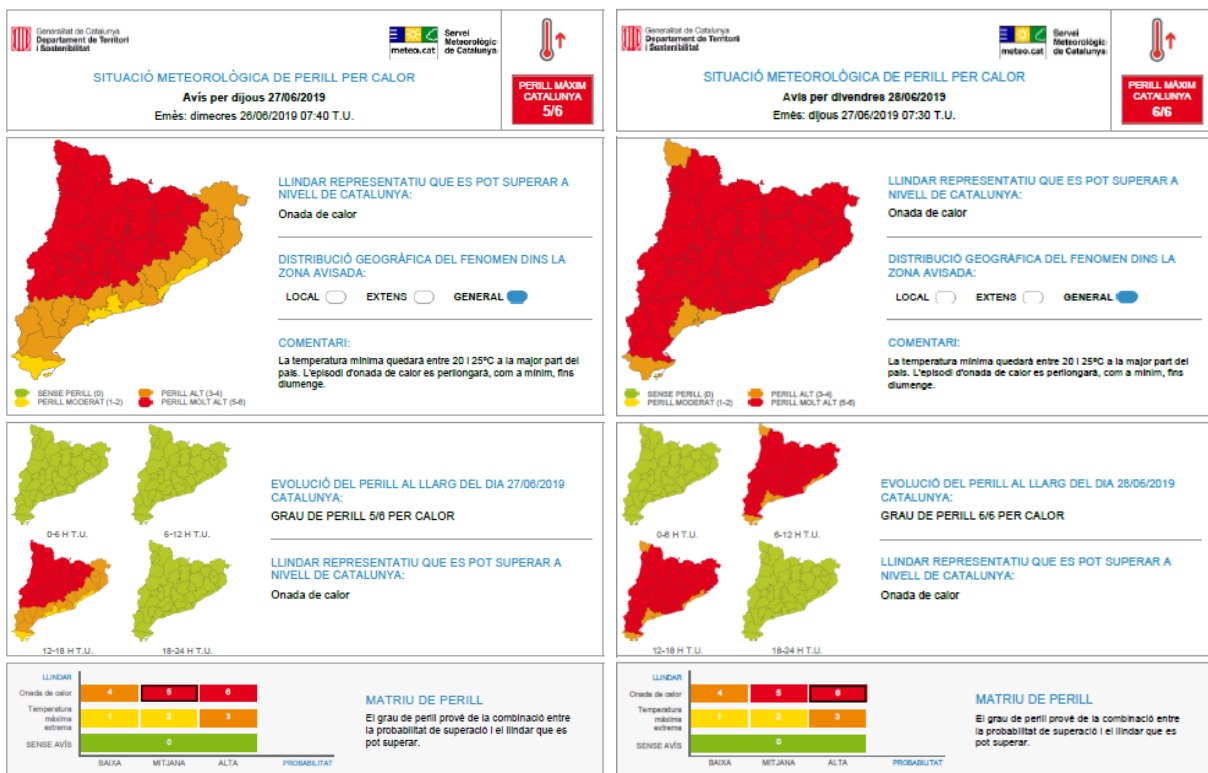 Generalitat de Catalunya
Departament de Territori
i Sostenibilitat
meteo.cat
Servei
Meteorològic
de Catalunya
SITUACIÓ METEOROLÒGICA DE PERILL PER CALOR
Avís per dijous 27/06/2019
Emès: dimecres 26/06/2019 07:40 T.U.
PERILL MÀXIM
CATALUNYA
5/6
LLINDAR REPRESENTATIU QUE ES POT SUPERAR A
NIVELL DE CATALUNYA:
Onada de calor
DISTRIBUCIÓ GEOGRÀFICA DEL FENOMEN DINS LA
ZONA AVISADA:
LOCAL EXTENS GENERAL
COMENTARI:
La temperatura mínima quedarà entre 20 i 25ºC a la major part del
país. L'episodi d'onada de calor es perllongarà, com a mínim, fins
diumenge.
SENSE PERILL (0) PERILL ALT (3-4)
PERILL MODERAT (1-2) PERILL MOLT ALT (5-6)
0-6 H T.U. 6-12 H T.U.
12-18 H T.U. 18-24 H T.U.
EVOLUCIÓ DEL PERILL AL LLARG DEL DIA 27/06/2019
CATALUNYA:
GRAU DE PERILL 5/6 PER CALOR
LLINDAR REPRESENTATIU QUE ES POT SUPERAR A
NIVELL DE CATALUNYA:
Onada de calor
LLINDAR
Onada de calor 4 5 6
Temperatura
màxima
extrema
1 2 3
SENSE AVÍS 0
BAIXA MITJANA ALTA PROBABILITAT
MATRIU DE PERILL
El grau de perill prové de la combinació entre
la probabilitat de superació i el llindar que es
pot superar.
Generalitat de Catalunya
Departament de Territori
i Sostenibilitat
meteo.cat
Servei
Meteorològic
de Catalunya
SITUACIÓ METEOROLÒGICA DE PERILL PER CALOR
Avís per divendres 28/06/2019
Emès: dijous 27/06/2019 07:30 T.U.
PERILL MÀXIM
CATALUNYA
6/6
LLINDAR REPRESENTATIU QUE ES POT SUPERAR A
NIVELL DE CATALUNYA:
Onada de calor
DISTRIBUCIÓ GEOGRÀFICA DEL FENOMEN DINS LA
ZONA AVISADA:
LOCAL EXTENS GENERAL
COMENTARI:
La temperatura mínima quedarà entre 20 i 25ºC a la major part del
país. L'episodi d'onada de calor es perllongarà, com a mínim, fins
diumenge.
SENSE PERILL (0) PERILL ALT (3-4)
PERILL MODERAT (1-2) PERILL MOLT ALT (5-6)
0-6 H T.U. 6-12 H T.U.
12-18 H T.U. 18-24 H T.U.
EVOLUCIÓ DEL PERILL AL LLARG DEL DIA 28/06/2019
CATALUNYA:
GRAU DE PERILL 6/6 PER CALOR
LLINDAR REPRESENTATIU QUE ES POT SUPERAR A
NIVELL DE CATALUNYA:
Onada de calor
LLINDAR
Onada de calor 4 5 6
Temperatura
màxima
extrema
1 2 3
SENSE AVÍS 0
BAIXA MITJANA ALTA PROBABILITAT
MATRIU DE PERILL
El grau de perill prové de la combinació entre
la probabilitat de superació i el llindar que es
pot superar.